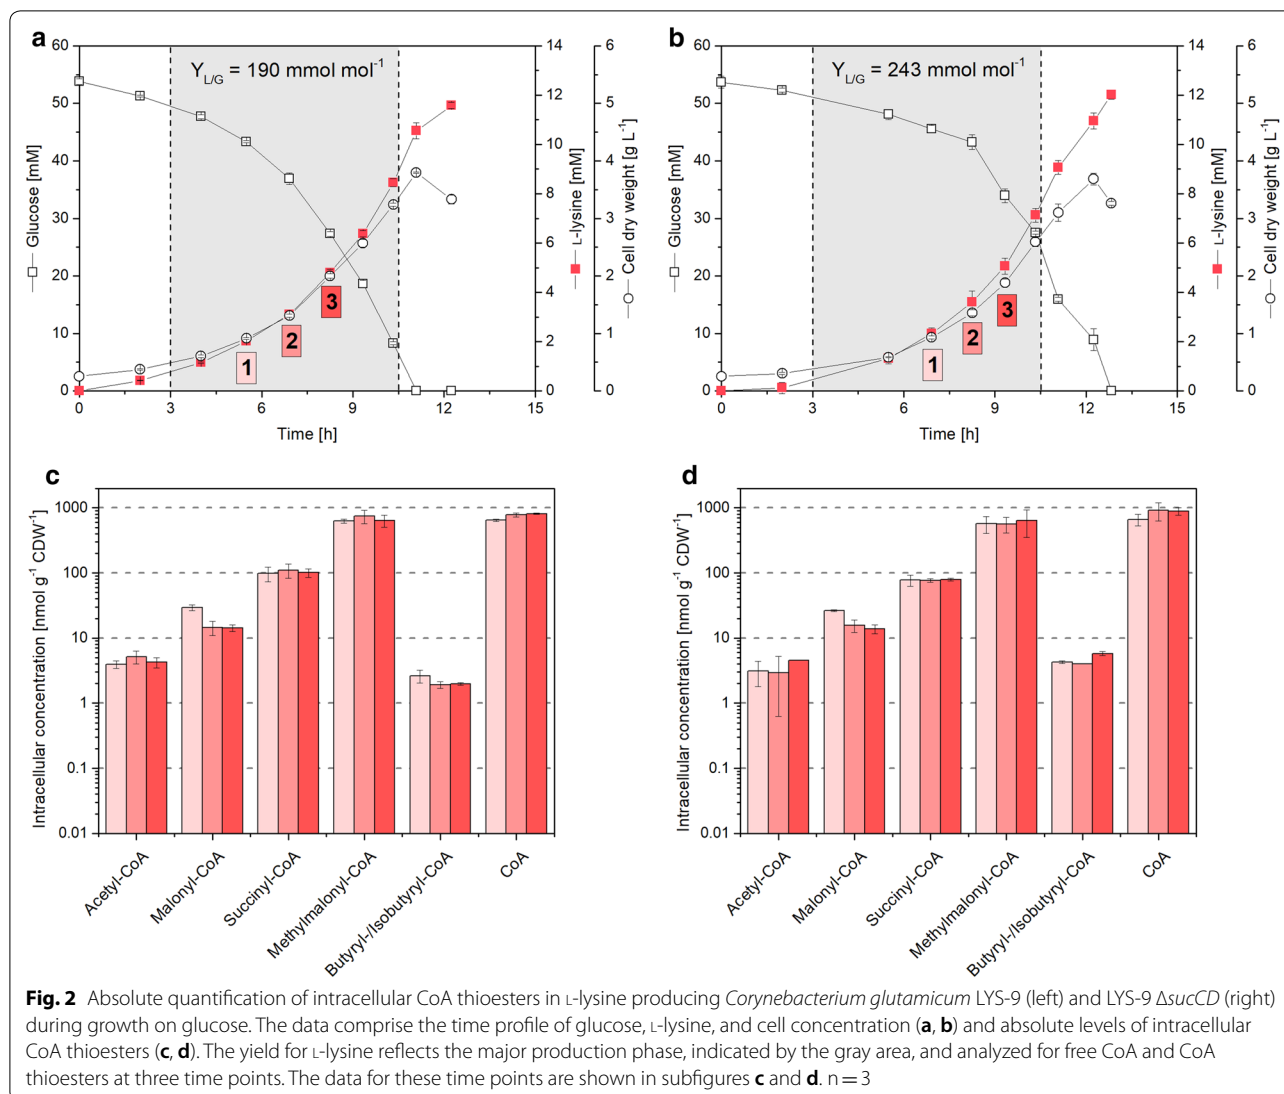 a
Y_L/G = 190 mmol mol⁻¹
Glucose [mM]
60
50
40
30
20
10
0
14
12
10
8
6
4
2
0
L-lysine [mM]
6
5
4
3
2
1
0
Cell dry weight [g L⁻¹]
1
2
3
0 3 6 9 12 15
Time [h]
b
Y_L/G = 243 mmol mol⁻¹
Glucose [mM]
60
50
40
30
20
10
0
14
12
10
8
6
4
2
0
L-lysine [mM]
6
5
4
3
2
1
0
Cell dry weight [g L⁻¹]
1
2
3
0 3 6 9 12 15
Time [h]
c
Intracellular concentration [nmol g⁻¹ CDW⁻¹]
1000
100
10
1
0.1
0.01
Acetyl-CoA
Malonyl-CoA
Succinyl-CoA
Methylmalonyl-CoA
Butyryl-/Isobutyryl-CoA
CoA
d
Intracellular concentration [nmol g⁻¹ CDW⁻¹]
1000
100
10
1
0.1
0.01
Acetyl-CoA
Malonyl-CoA
Succinyl-CoA
Methylmalonyl-CoA
Butyryl-/Isobutyryl-CoA
CoA
Fig. 2 Absolute quantification of intracellular CoA thioesters in L-lysine producing Corynebacterium glutamicum LYS-9 (left) and LYS-9 ΔsucCD (right)
during growth on glucose. The data comprise the time profile of glucose, L-lysine, and cell concentration (a, b) and absolute levels of intracellular
CoA thioesters (c, d). The yield for L-lysine reflects the major production phase, indicated by the gray area, and analyzed for free CoA and CoA
thioesters at three time points. The data for these time points are shown in subfigures c and d. n = 3